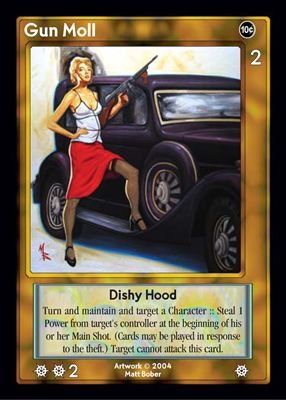 Gun Moll
10¢
2
Dishy Hood
Turn and maintain and target a Character :: Steal 1
Power from target's controller at the beginning of his
or her Main Shot. (Cards may be played in response
to the theft.) Target cannot attack this card.
2
Artwork © 2004
Matt Bober